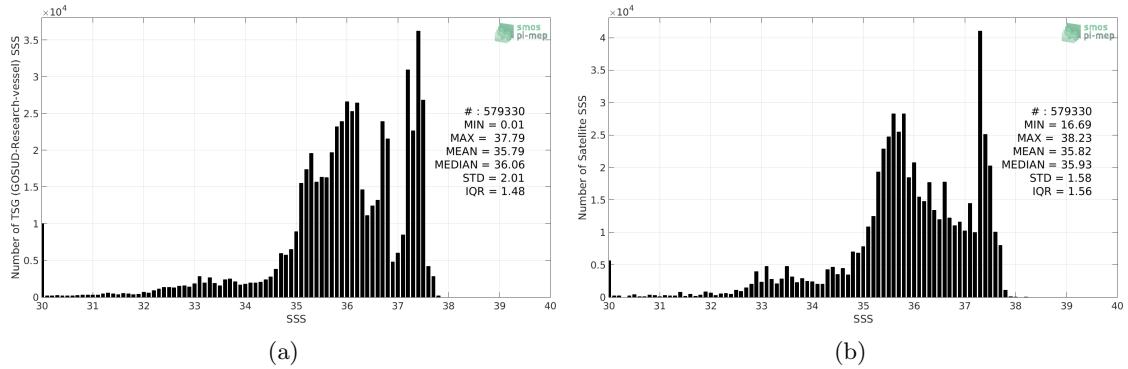 ×10⁴
smos
pi-mep
3.5
3
2.5
2
1.5
1
0.5
0
Number of TSG (GOSUD-Research-vessel) SSS
# : 579330
MIN = 0.01
MAX = 37.79
MEAN = 35.79
MEDIAN = 36.06
STD = 2.01
IQR = 1.48
30 31 32 33 34 35 36 37 38 39 40
SSS
(a)
×10⁴
smos
pi-mep
4
3.5
3
2.5
2
1.5
1
0.5
0
Number of Satellite SSS
# : 579330
MIN = 16.69
MAX = 38.23
MEAN = 35.82
MEDIAN = 35.93
STD = 1.58
IQR = 1.56
30 31 32 33 34 35 36 37 38 39 40
SSS
(b)